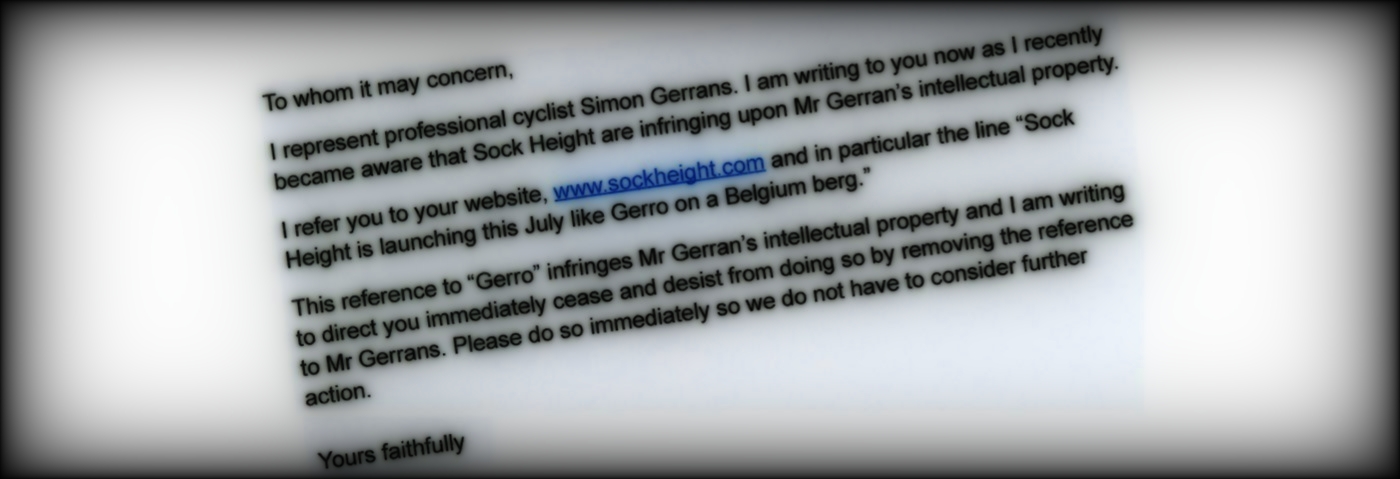 To whom it may concern,
I represent professional cyclist Simon Gerrans. I am writing to you now as I recently
became aware that Sock Height are infringing upon Mr Gerran’s intellectual property.
I refer you to your website, www.sockheight.com and in particular the line “Sock
Height is launching this July like Gerro on a Belgium berg.”
This reference to “Gerro” infringes Mr Gerran’s intellectual property and I am writing
to direct you immediately cease and desist from doing so by removing the reference
to Mr Gerrans. Please do so immediately so we do not have to consider further
action.
Yours faithfully